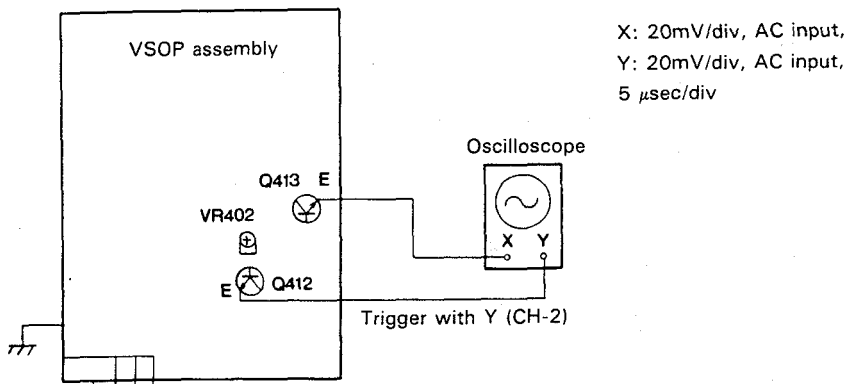 VSOP assembly
X: 20mV/div, AC input,
Y: 20mV/div, AC input,
5 μsec/div
Oscilloscope
Q413 E
VR402
X Y
E Q412
Trigger with Y (CH-2)